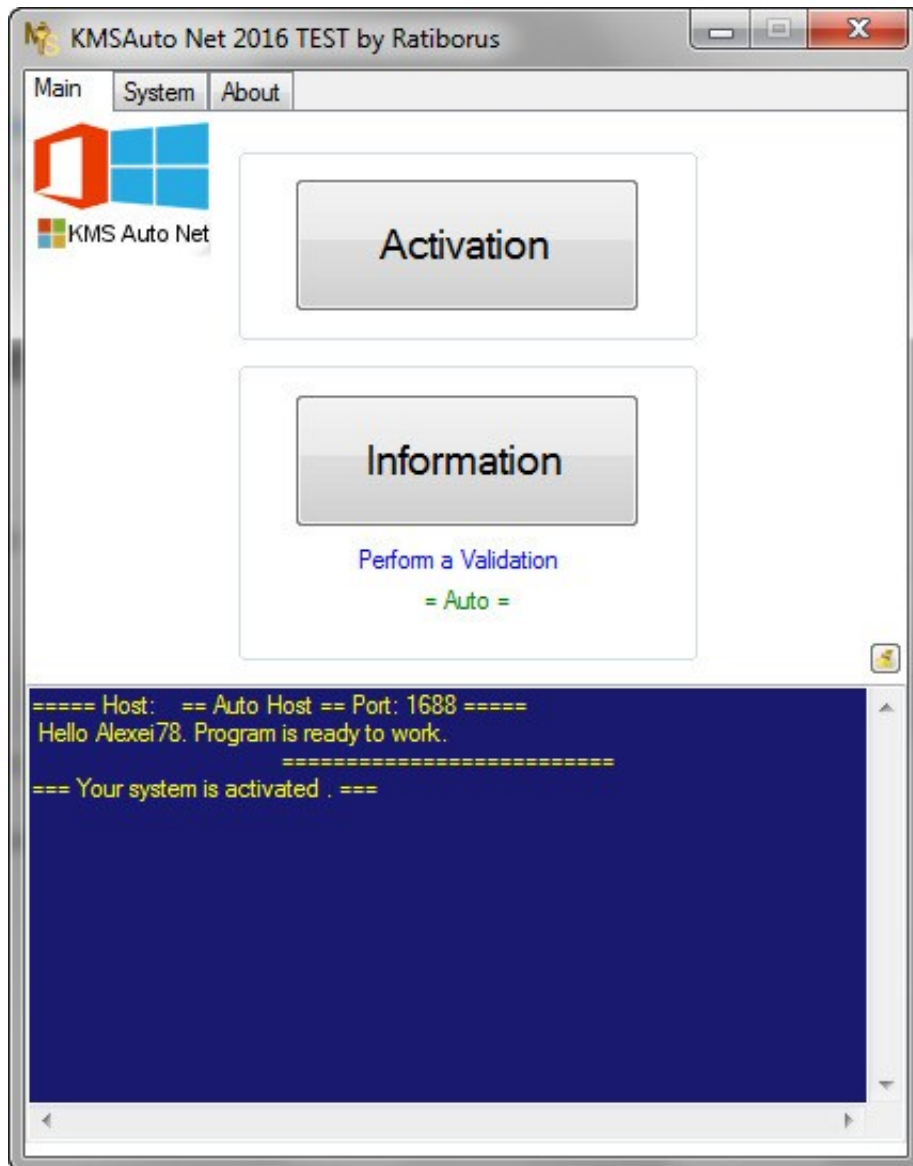 KMSAuto Net 2016 TEST by Ratiborus
Main System About
KMS Auto Net
Activation
Information
Perform a Validation
= Auto =
===== Host: == Auto Host == Port: 1688 =====
Hello Alexei78. Program is ready to work.
==========================
=== Your system is activated . ===